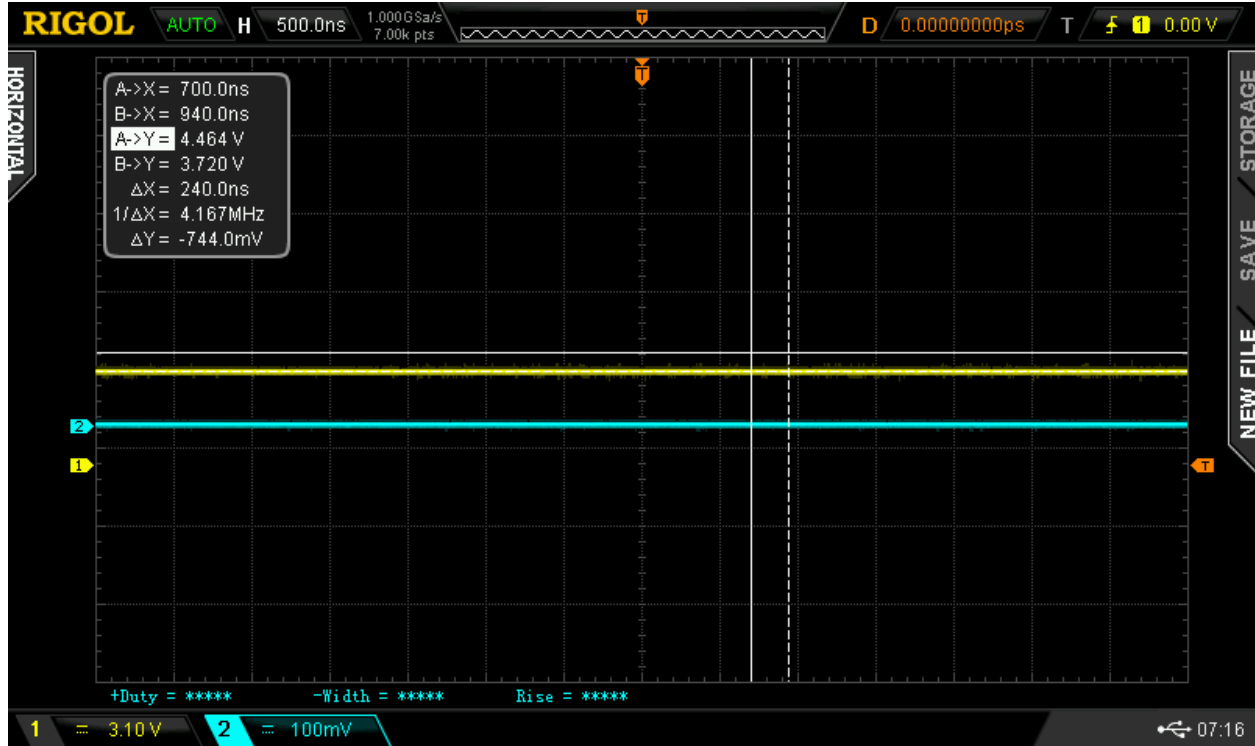 RIGOL AUTO H 500.0ns 1.000GSa/s 7.00k pts T D 0.00000000ps T 1 0.00 V
HORIZONTAL
T
A->X = 700.0ns
B->X = 940.0ns
A->Y = 4.464 V
B->Y = 3.720 V
ΔX = 240.0ns
1/ΔX = 4.167MHz
ΔY = -744.0mV
STORAGE
SAVE
NEW FILE
2
1
T
+Duty = ***** -Width = ***** Rise = *****
1 = 3.10 V 2 = 100mV 07:16